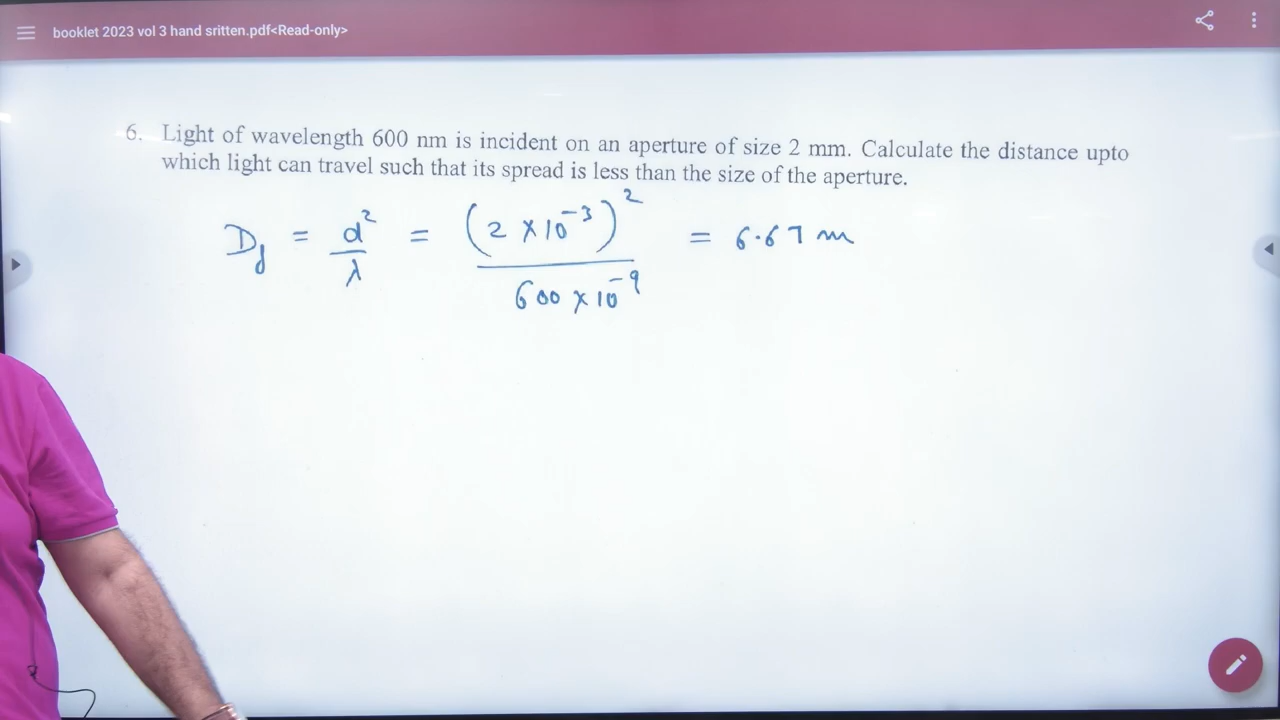 booklet 2023 vol 3 hand sritten.pdf<Read-only>
6. Light of wavelength 600 nm is incident on an aperture of size 2 mm. Calculate the distance upto
which light can travel such that its spread is less than the size of the aperture.
D_f = d²/λ = (2 × 10⁻³)² / 600 × 10⁻⁹ = 6.67 m